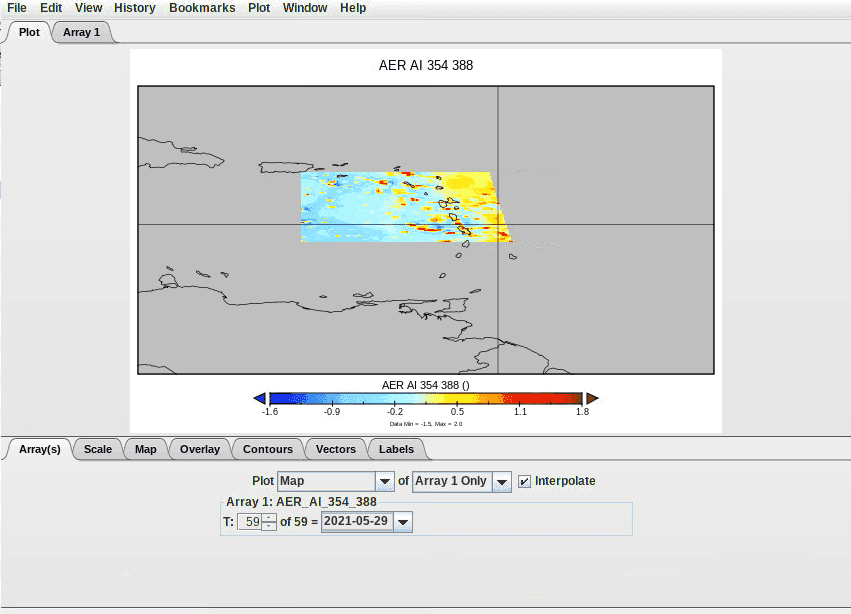 File Edit View History Bookmarks Plot Window Help
Plot Array 1
AER AI 354 388
AER AI 354 388 ()
-1.6 -0.9 -0.2 0.5 1.1 1.8
Data Min = -1.5, Max = 2.0
Array(s) Scale Map Overlay Contours Vectors Labels
Plot Map of Array 1 Only Interpolate
Array 1: AER_AI_354_388
T: 59 of 59 = 2021-05-29